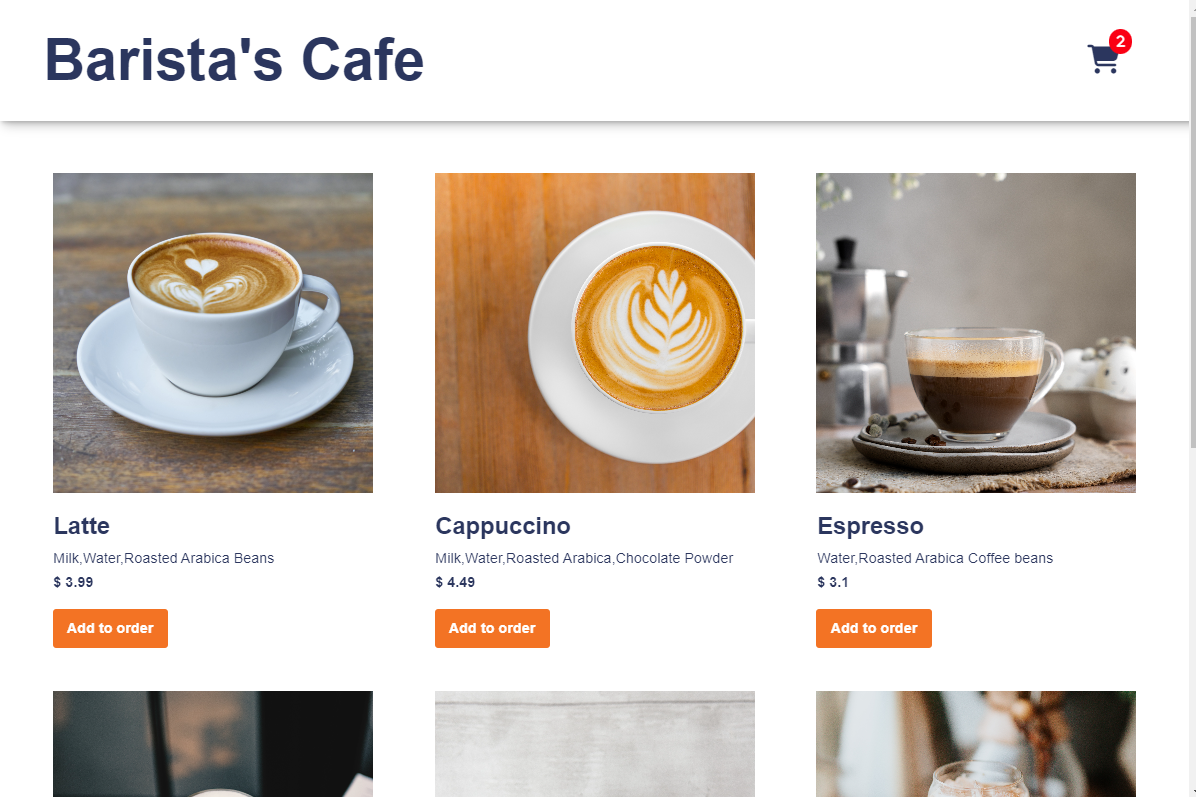 Barista's Cafe
2
Latte
Milk,Water,Roasted Arabica Beans
$ 3.99
Add to order
Cappuccino
Milk,Water,Roasted Arabica,Chocolate Powder
$ 4.49
Add to order
Espresso
Water,Roasted Arabica Coffee beans
$ 3.1
Add to order